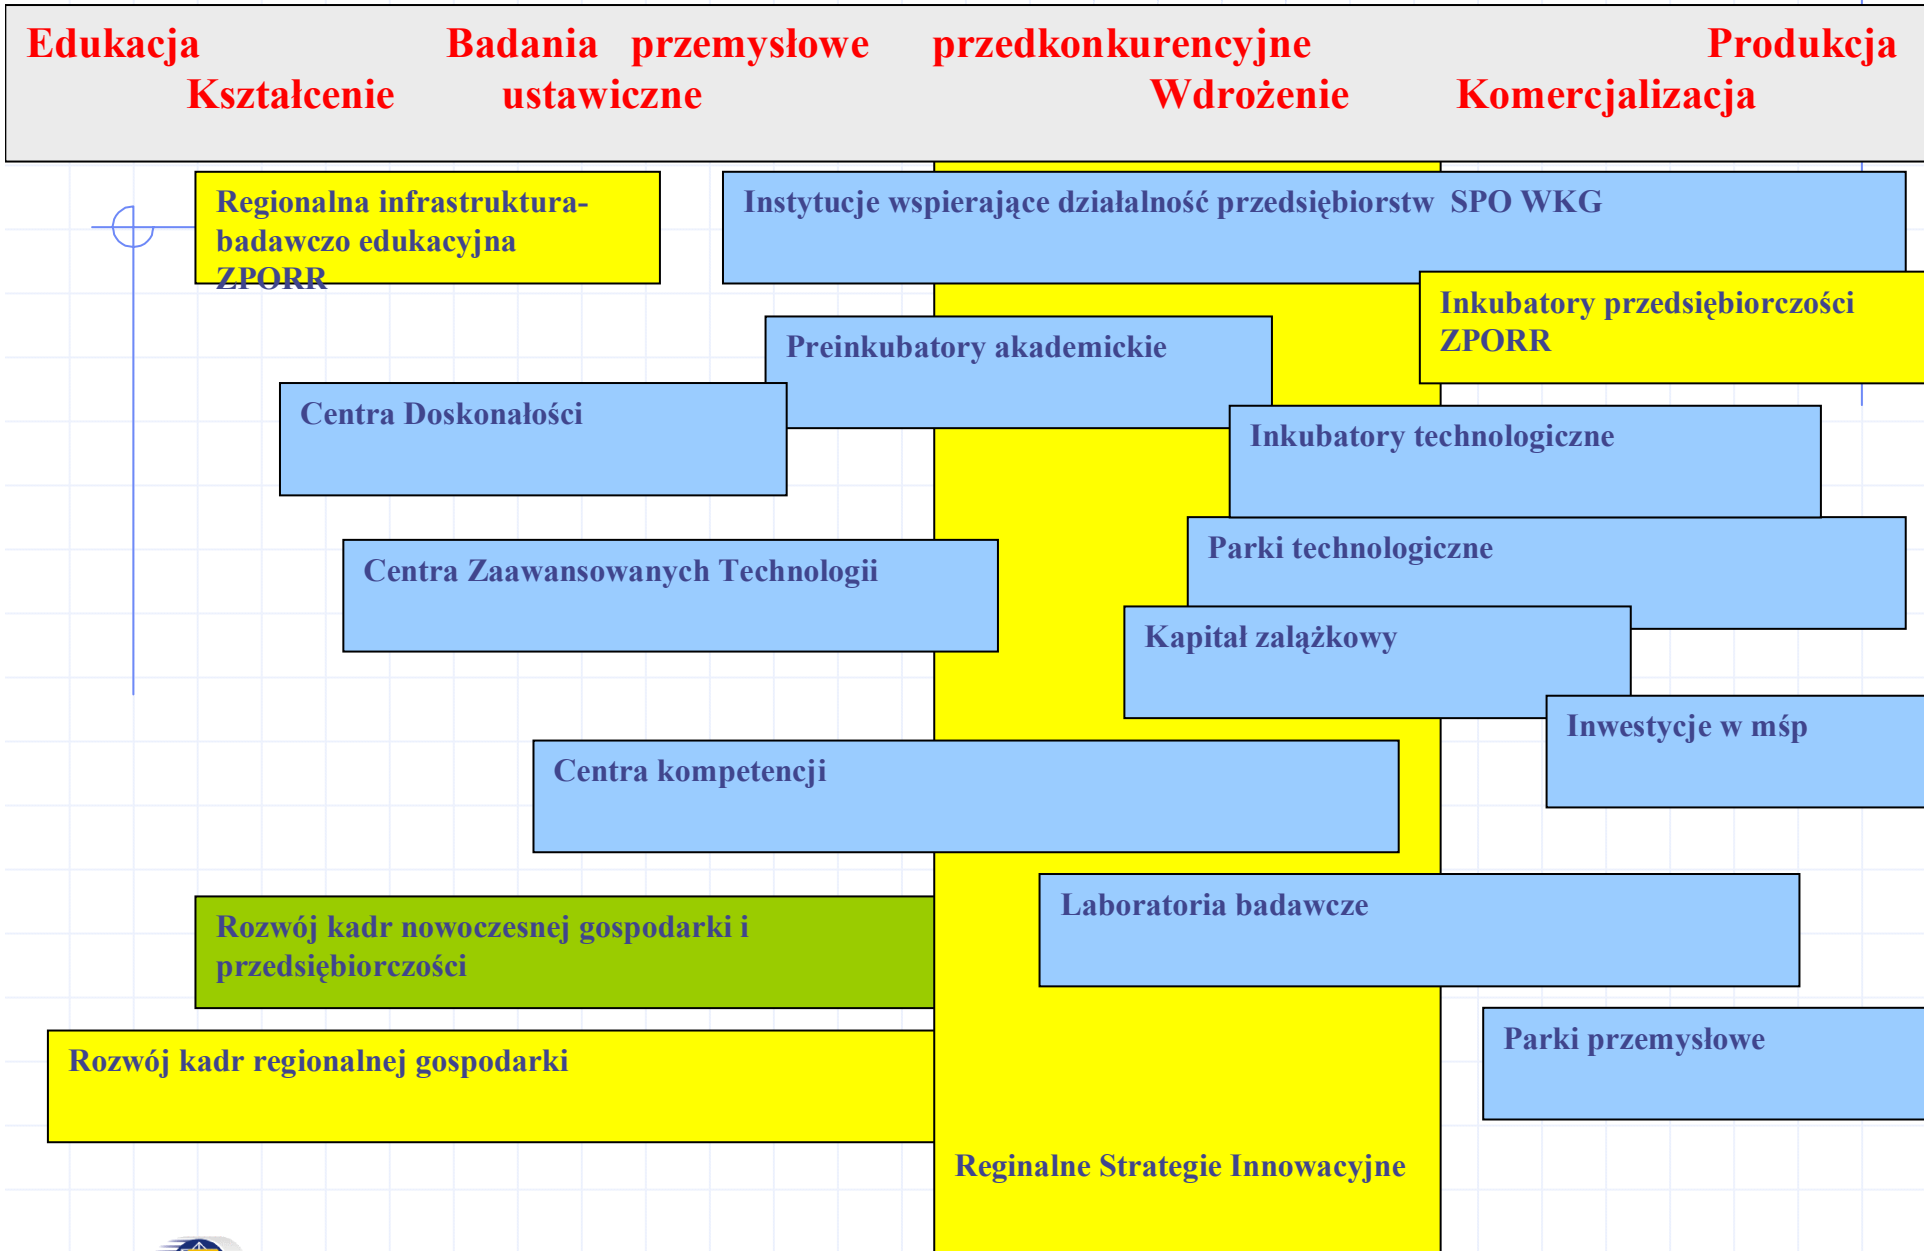 Edukacja Badania przemysłowe przedkonkurencyjne Produkcja
Kształcenie ustawiczne Wdrożenie Komercjalizacja
Regionalna infrastruktura-
badawczo edukacyjna
ZPORR
Instytucje wspierające działalność przedsiębiorstw SPO WKG
Inkubatory przedsiębiorczości
ZPORR
Preinkubatory akademickie
Centra Doskonałości
Inkubatory technologiczne
Parki technologiczne
Centra Zaawansowanych Technologii
Kapitał zalążkowy
Inwestycje w mśp
Centra kompetencji
Laboratoria badawcze
Rozwój kadr nowoczesnej gospodarki i
przedsiębiorczości
Parki przemysłowe
Rozwój kadr regionalnej gospodarki
Reginalne Strategie Innowacyjne